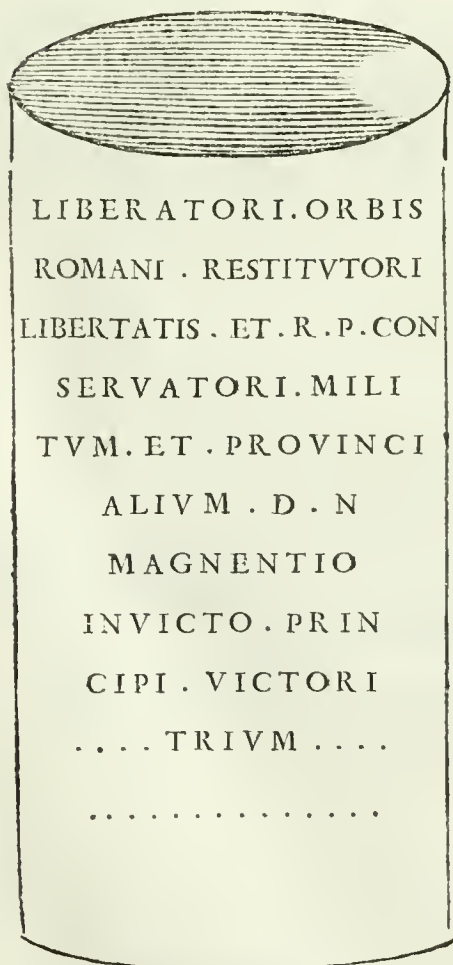 LIBERATORI.ORBIS
ROMANI . RESTITVTORI
LIBERTATIS . ET . R . P . CON
SERVATORI.MILI
TVM. ET . PROVINCI
ALIVM . D . N
MAGNENTIO
INVICTO . PRIN
CIPI . VICTORI
. . . . TRIVM . . . .
. . . . . . . . . . . . . .